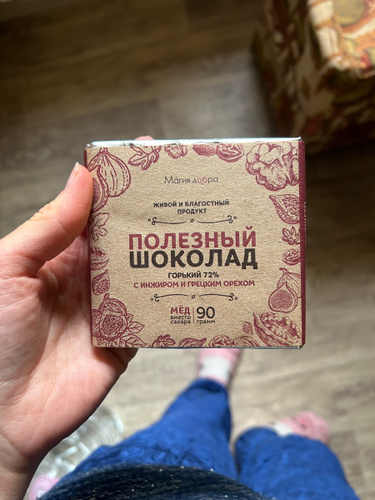 Магия добра
ЖИВОЙ И БЛАГОСТНЫЙ
ПРОДУКТ
ПОЛЕЗНЫЙ
ШОКОЛАД
ГОРЬКИЙ 72%
С ИНЖИРОМ И ГРЕЦКИМ ОРЕХОМ
МЁД
вместо
сахара
90
грамм